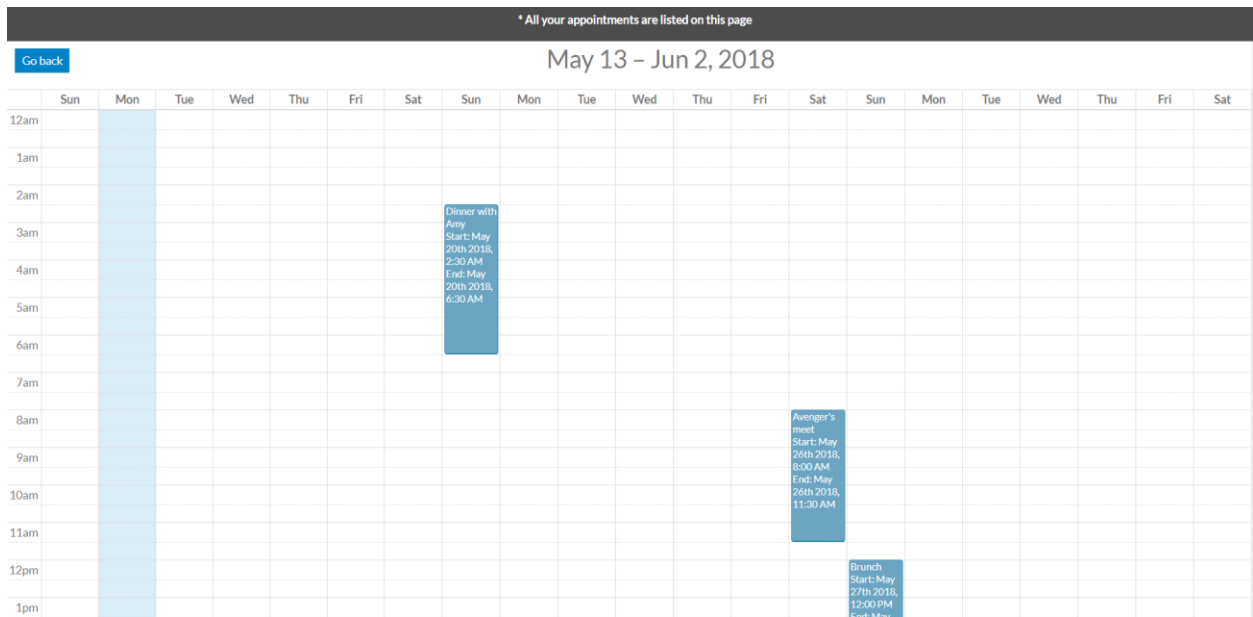 * All your appointments are listed on this page
Go back
May 13 – Jun 2, 2018
Sun Mon Tue Wed Thu Fri Sat Sun Mon Tue Wed Thu Fri Sat Sun Mon Tue Wed Thu Fri Sat
12am
1am
2am
Dinner with
Amy
Start: May
20th 2018,
2:30 AM
End: May
20th 2018,
6:30 AM
3am
4am
5am
6am
7am
8am
Avenger's
meet
Start: May
26th 2018,
8:00 AM
End: May
26th 2018,
11:30 AM
9am
10am
11am
12pm
Brunch
Start: May
27th 2018,
12:00 PM
End: May
1pm